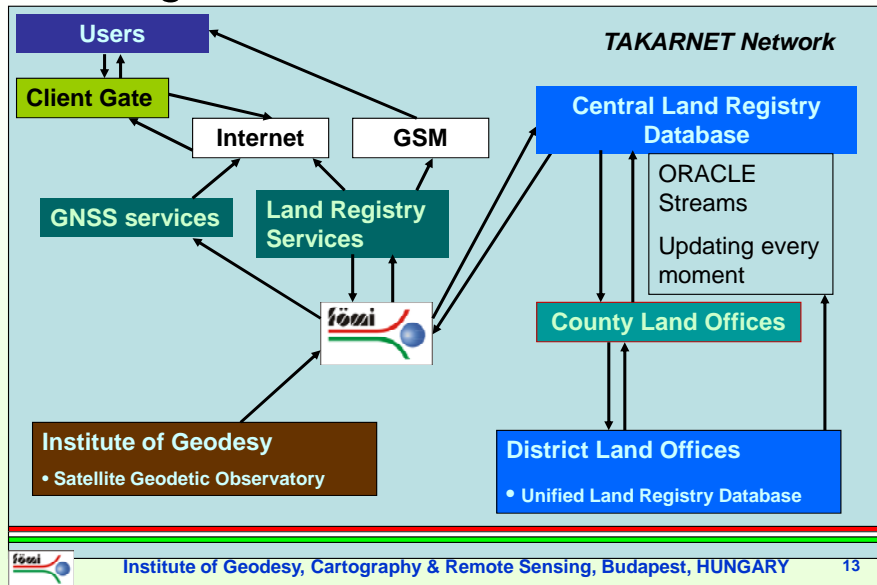 Users
TAKARNET Network
Client Gate
Internet
GSM
Central Land Registry
Database
ORACLE
Streams
Updating every
moment
GNSS services
Land Registry
Services
fömi
County Land Offices
Institute of Geodesy
• Satellite Geodetic Observatory
District Land Offices
• Unified Land Registry Database
fömi
Institute of Geodesy, Cartography & Remote Sensing, Budapest, HUNGARY
13